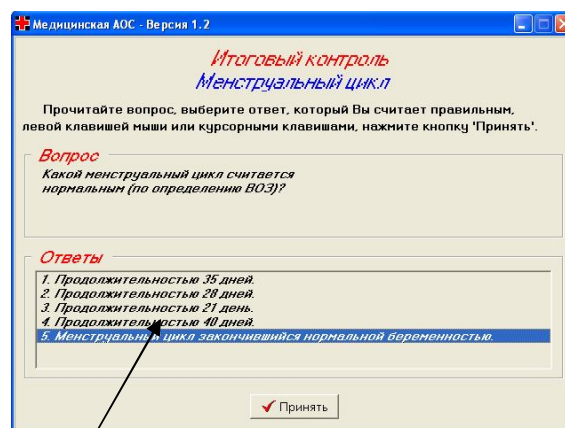 Медицинская АОС - Версия 1.2
Итоговый контроль
Менструальный цикл
Прочитайте вопрос, выберите ответ, который Вы считает правильным,
левой клавишей мыши или курсорными клавишами, нажмите кнопку 'Принять'.
Вопрос
Какой менструальный цикл считается
нормальным (по определению ВОЗ)?
Ответы
1. Продолжительностью 35 дней.
2. Продолжительностью 28 дней.
3. Продолжительностью 21 день.
4. Продолжительностью 40 дней.
5. Менструальный цикл закончившийся нормальной беременностью.
Принять